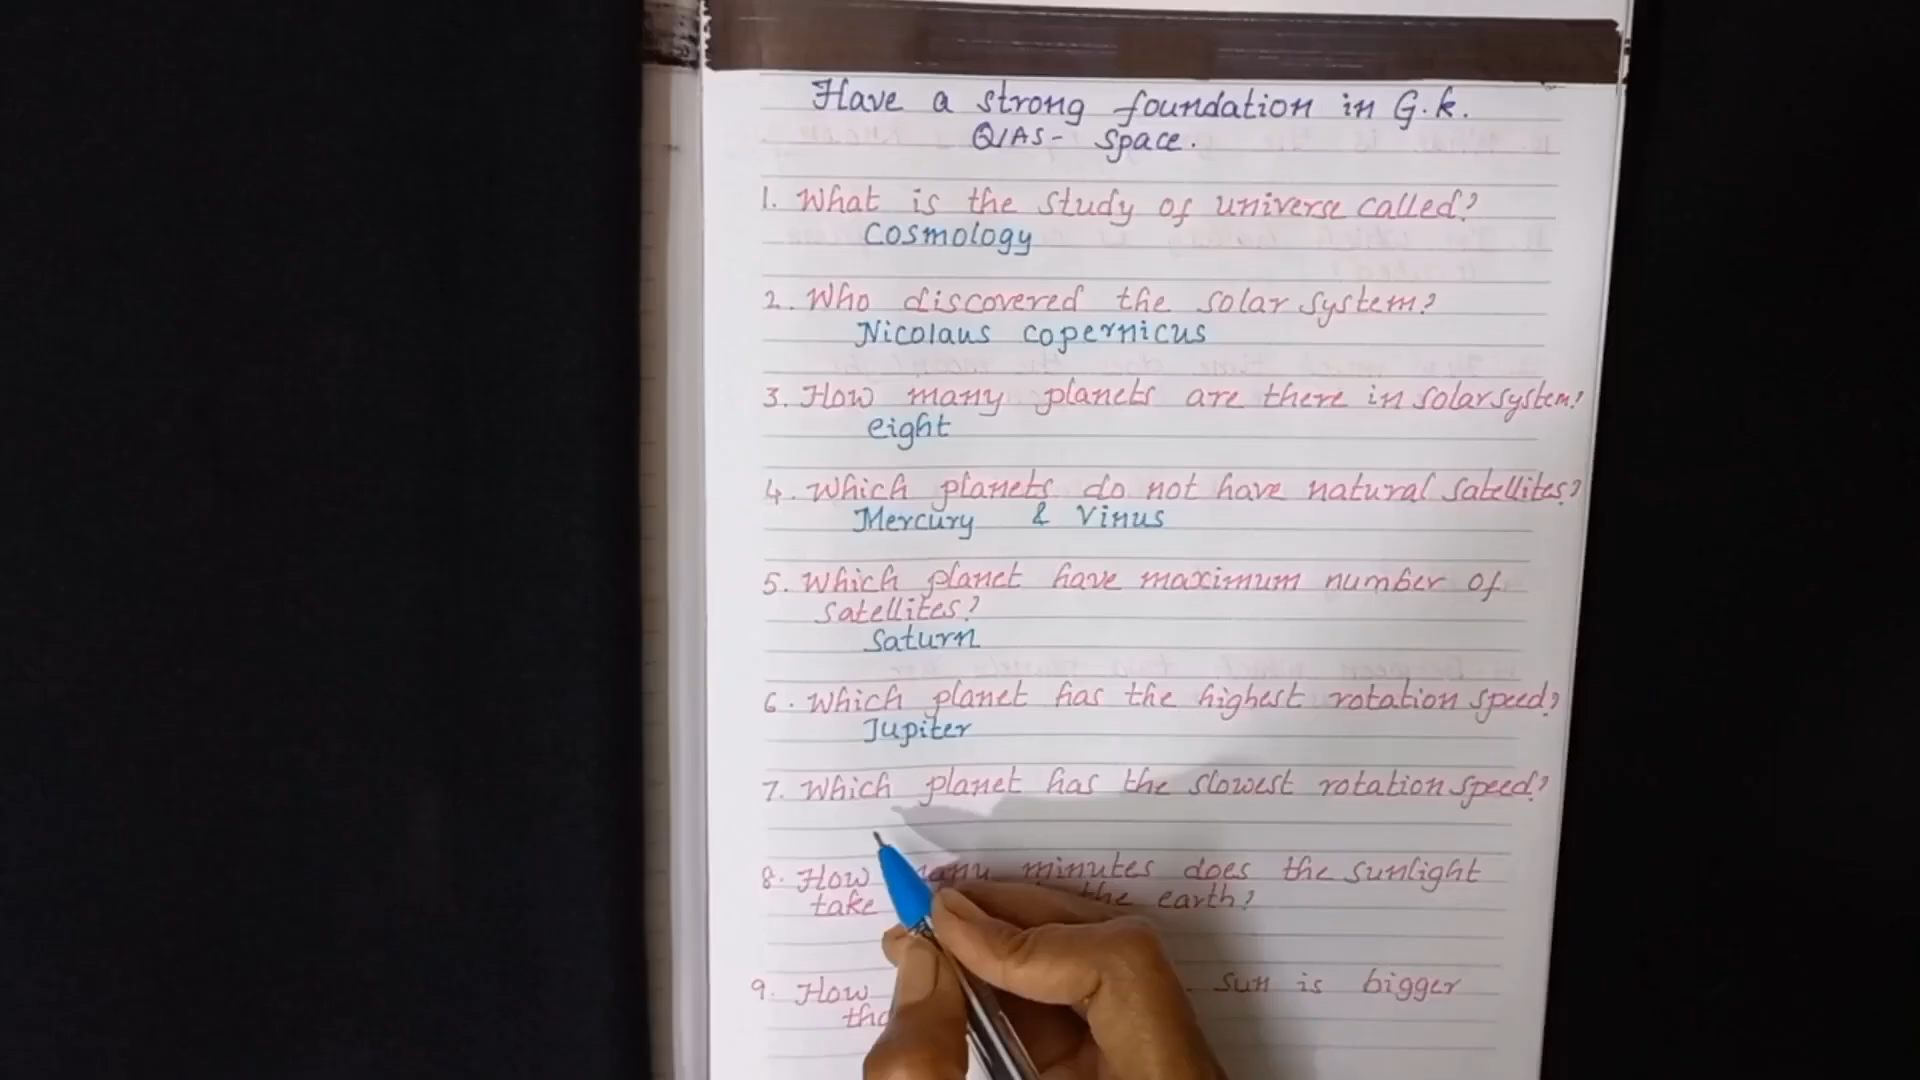 Have a strong foundation in G.k.
Q/AS- Space.
1. What is the study of universe called?
Cosmology
2. Who discovered the solar system?
Nicolaus copernicus
3. How many planets are there in solar system?
eight
4. Which planets do not have natural satellites?
Mercury & Vinus
5. Which planet have maximum number of
satellites?
Saturn
6. Which planet has the highest rotation speed?
Jupiter
7. Which planet has the slowest rotation speed?
8. How many minutes does the sunlight
take the earth?
9. How sun is bigger